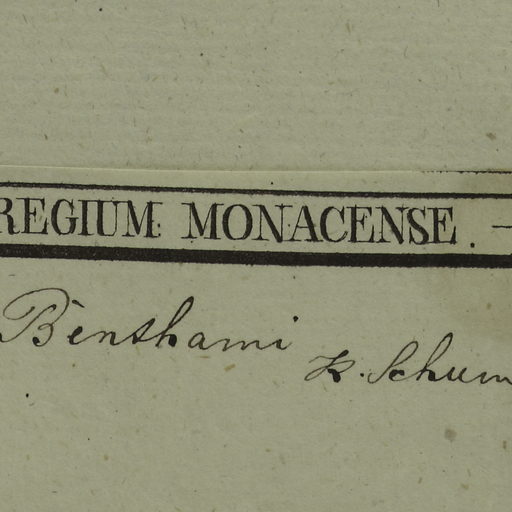 REGIUM MONACENSE. —
Benthami K. Schum